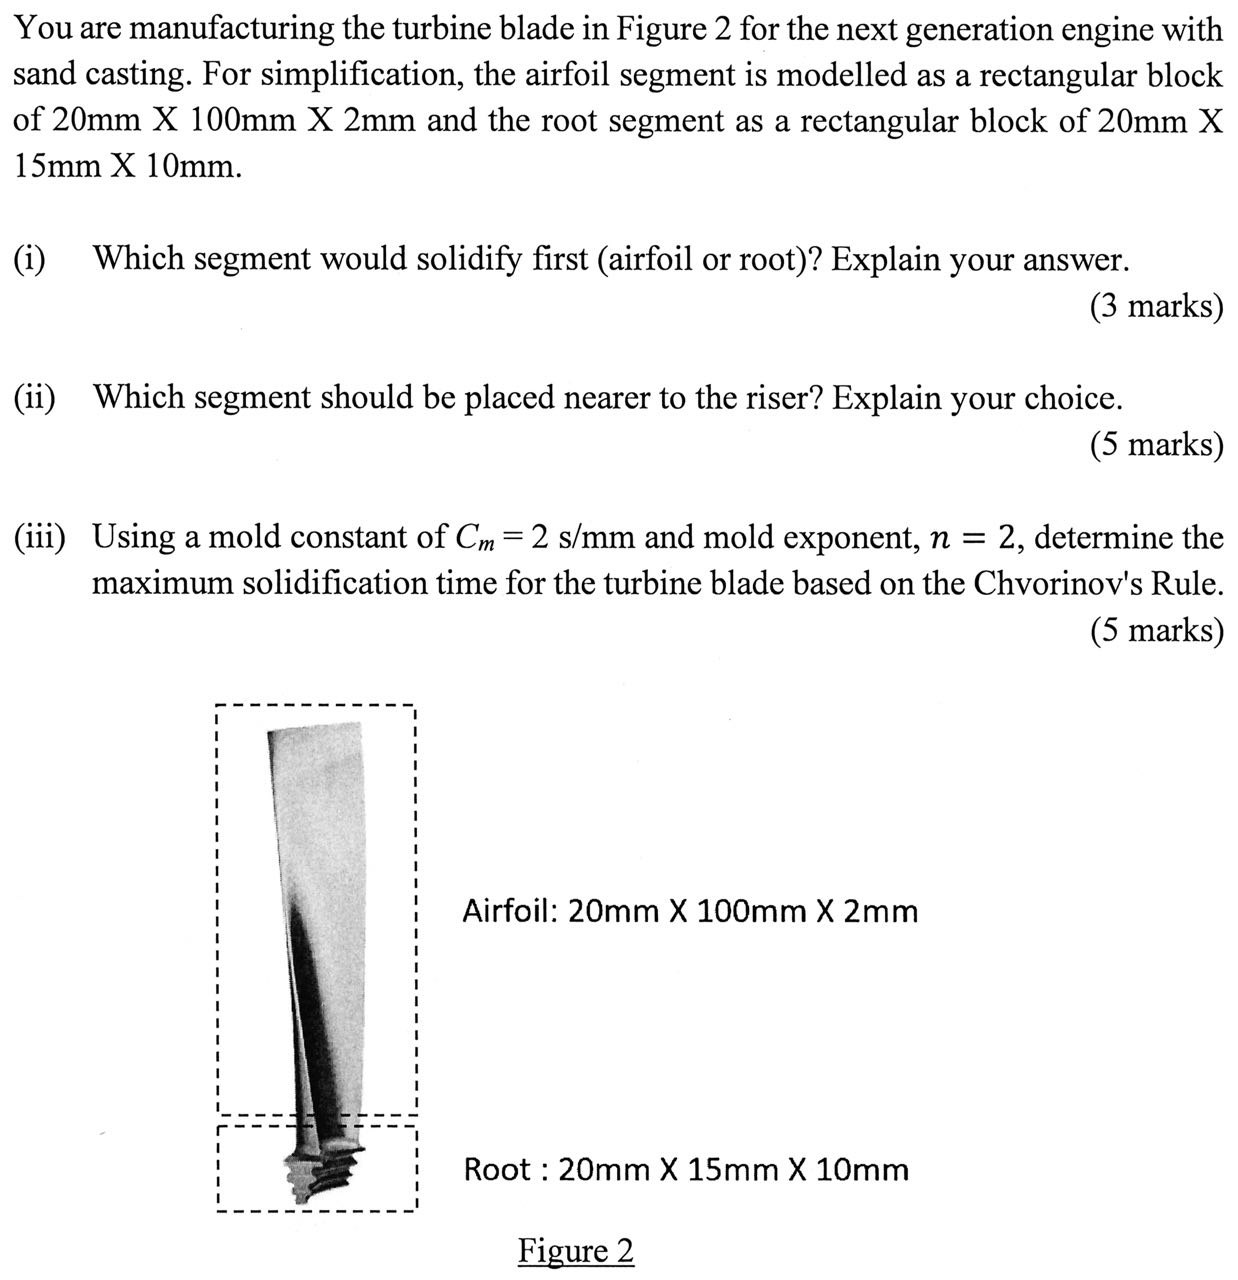 You are manufacturing the turbine blade in Figure 2 for the next generation engine with
sand casting. For simplification, the airfoil segment is modelled as a rectangular block
of 20mm X 100mm X 2mm and the root segment as a rectangular block of 20mm X
15mm X 10mm.
(i) Which segment would solidify first (airfoil or root)? Explain your answer.
(3 marks)
(ii) Which segment should be placed nearer to the riser? Explain your choice.
(5 marks)
(iii) Using a mold constant of Cm = 2 s/mm and mold exponent, n = 2, determine the
maximum solidification time for the turbine blade based on the Chvorinov's Rule.
(5 marks)
Airfoil: 20mm X 100mm X 2mm
Root : 20mm X 15mm X 10mm
Figure 2